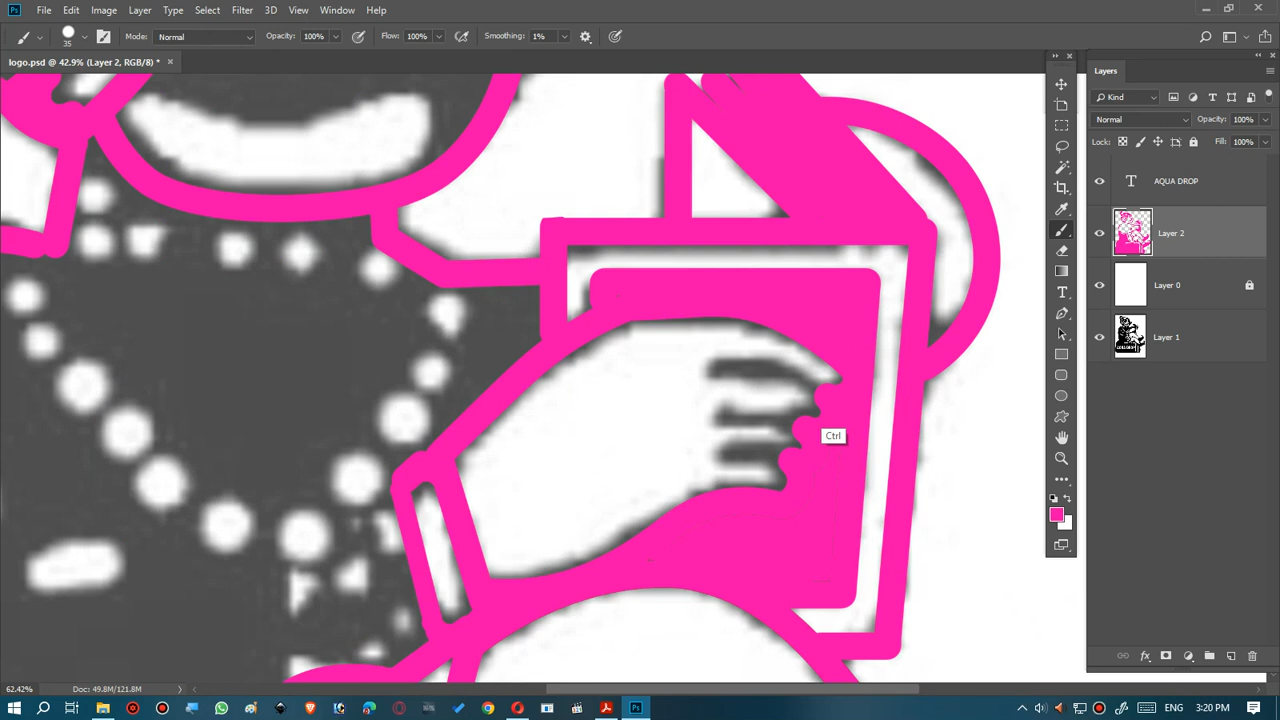 Ps File Edit Image Layer Type Select Filter 3D View Window Help
35 Mode: Normal Opacity: 100% Flow: 100% Smoothing: 1%
logo.psd @ 42.9% (Layer 2, RGB/8) *
Layers
Kind
Normal Opacity: 100%
Lock: Fill: 100%
AQUA DROP
Layer 2
Layer 0
Layer 1
Ctrl
62.42% Doc: 49.8M/121.8M
3:20 PM